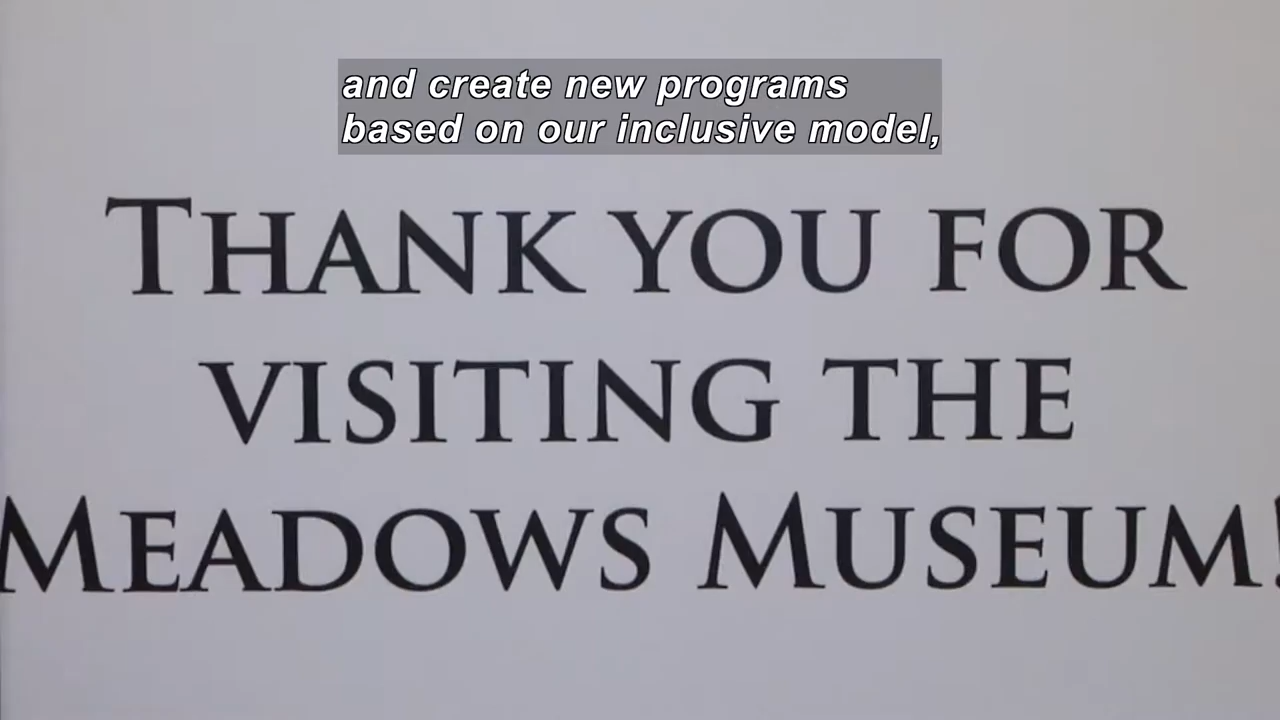 and create new programs
based on our inclusive model,
THANK YOU FOR
VISITING THE
MEADOWS MUSEUM!